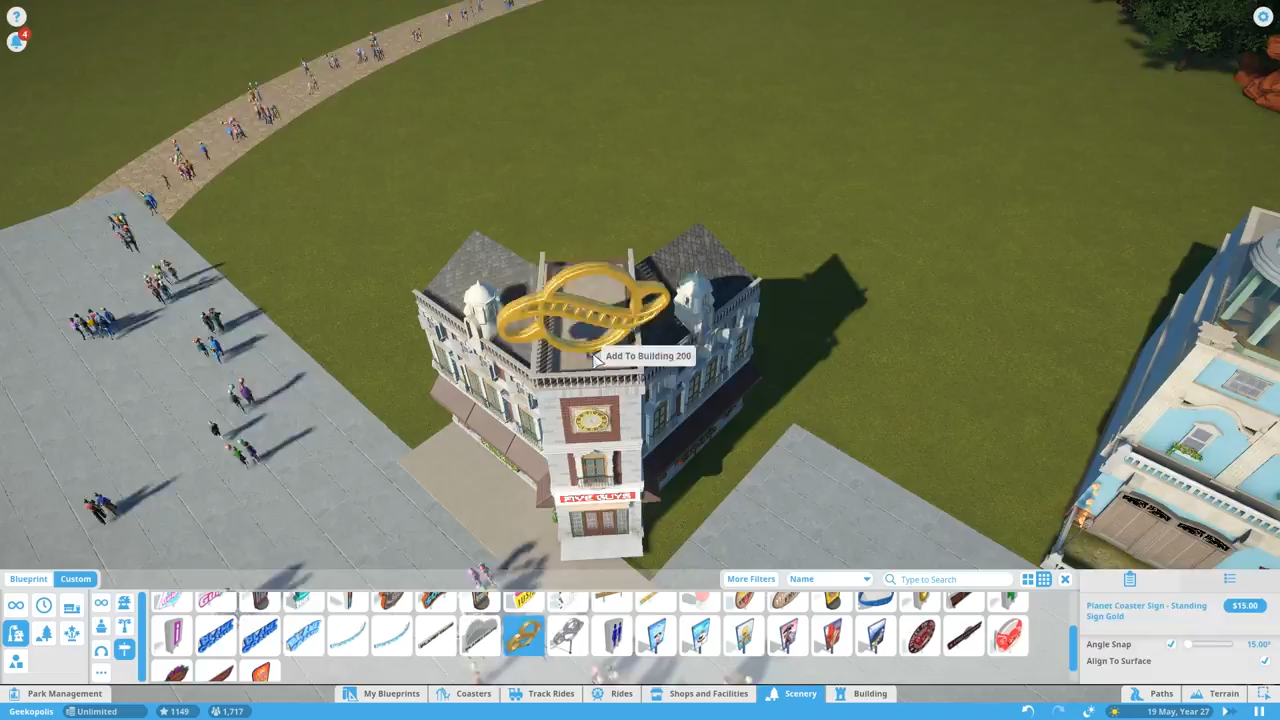 ?
4
Add To Building 200
FIVE GUYS
Blueprint
Custom
More Filters
Name
Type to Search
Planet Coaster Sign - Standing
Sign Gold
$15.00
Angle Snap
15.00°
Align To Surface
Park Management
My Blueprints
Coasters
Track Rides
Rides
Shops and Facilities
Scenery
Building
Paths
Terrain
Geekopolis
Unlimited
1149
1,717
19 May, Year 27